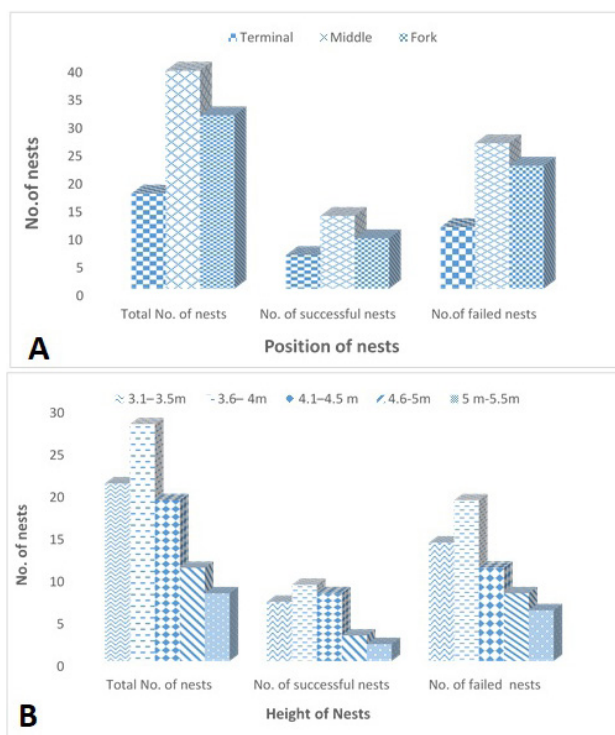 Terminal Middle Fork
40
35
30
25
20
15
10
5
0
No.of nests
Total No. of nests No. of successful nests No.of failed nests
A
Position of nests
3.1–3.5m 3.6– 4m 4.1–4.5 m 4.6-5m 5 m-5.5m
30
25
20
15
10
5
0
No. of nests
Total No. of nests No. of successful nests No. of failed nests
B
Height of Nests